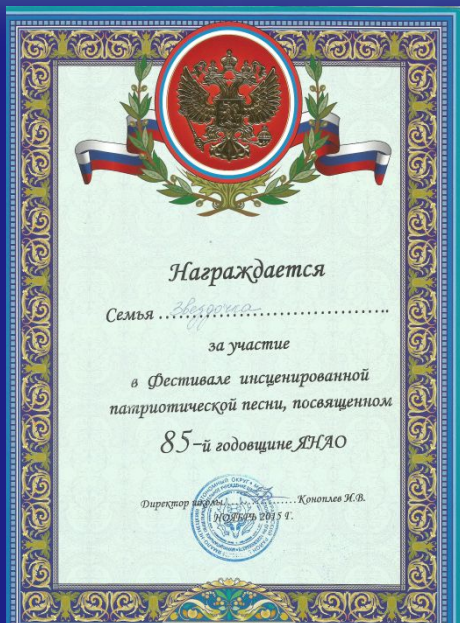 Награждается
Семья Звездочка
за участие
в Фестивале инсценированной
патриотической песни, посвященном
85-й годовщине ЯНАО
Директор школы Коноплев И.В.
НОЯБРЬ 2015 Г.